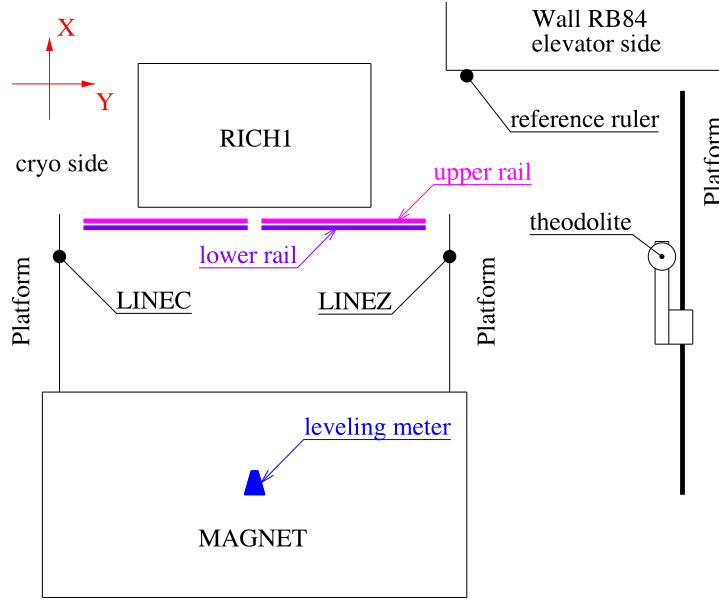 X
Y
Wall RB84
elevator side
reference ruler
RICH1
cryo side
Platform
upper rail
theodolite
lower rail
Platform
LINEC
LINEZ
Platform
leveling meter
MAGNET